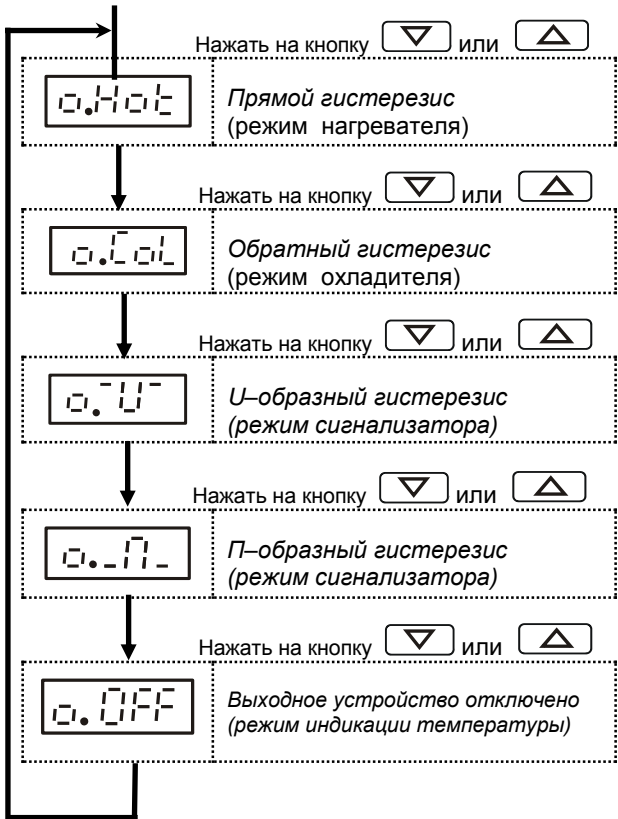 Нажать на кнопку или
o.Hot
Прямой гистерезис
(режим нагревателя)
Нажать на кнопку или
o.CoL
Обратный гистерезис
(режим охладителя)
Нажать на кнопку или
o.¯U¯
U–образный гистерезис
(режим сигнализатора)
Нажать на кнопку или
o._П_
П–образный гистерезис
(режим сигнализатора)
Нажать на кнопку или
o.OFF
Выходное устройство отключено
(режим индикации температуры)